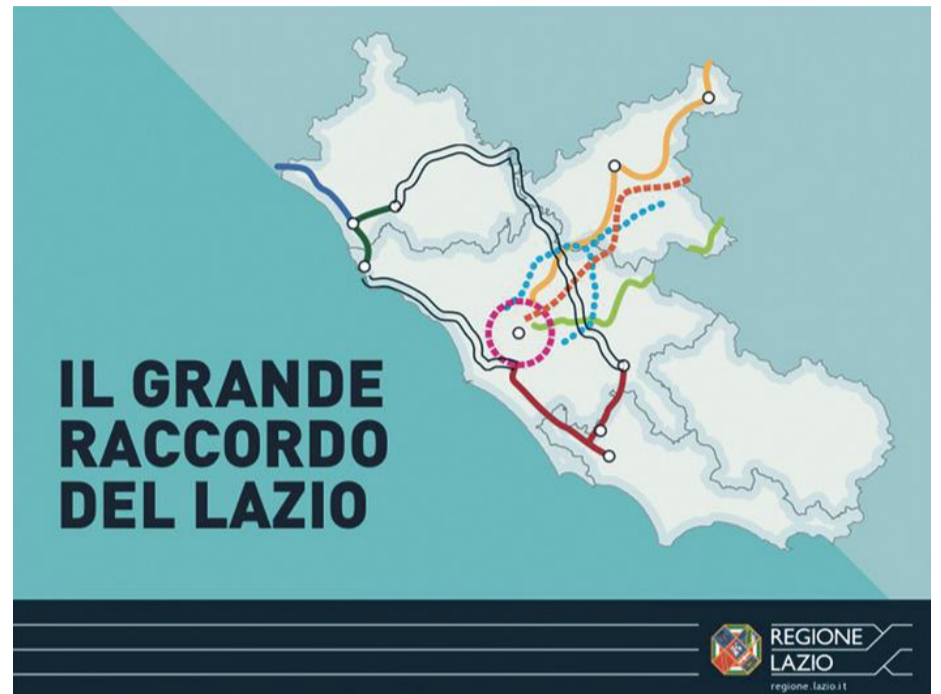 IL GRANDE
RACCORDO
DEL LAZIO
REGIONE
LAZIO
regione.lazio.it